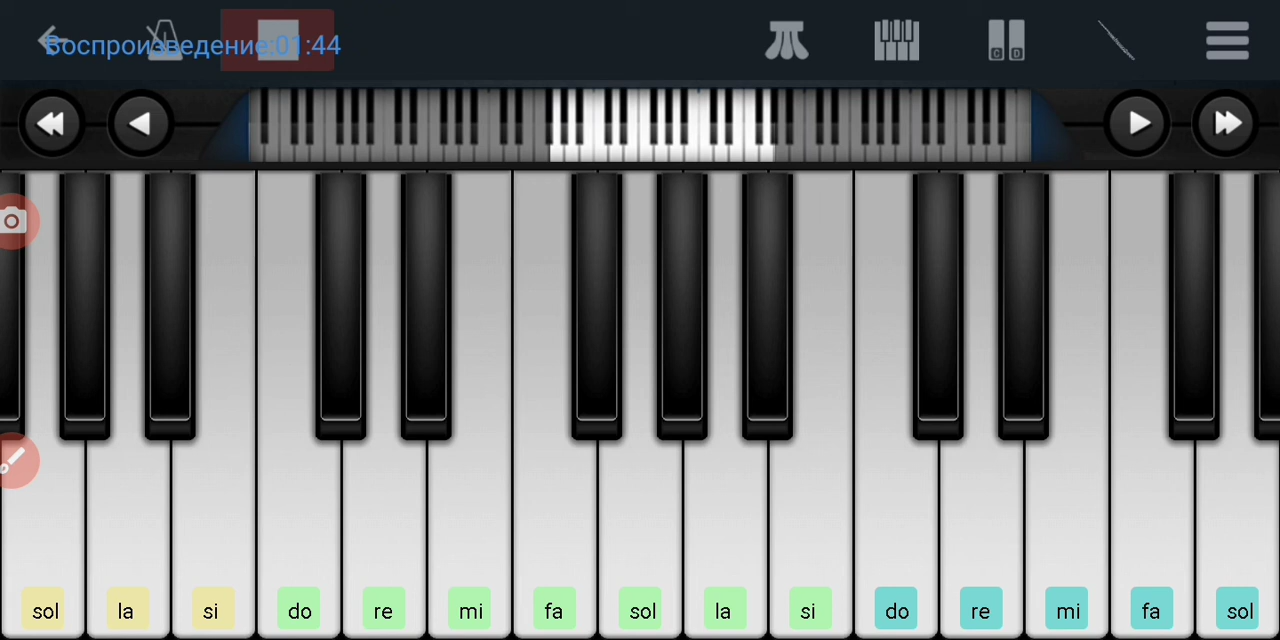 Воспроизведение:01:44
C D
sol la si do re mi fa sol la si do re mi fa sol